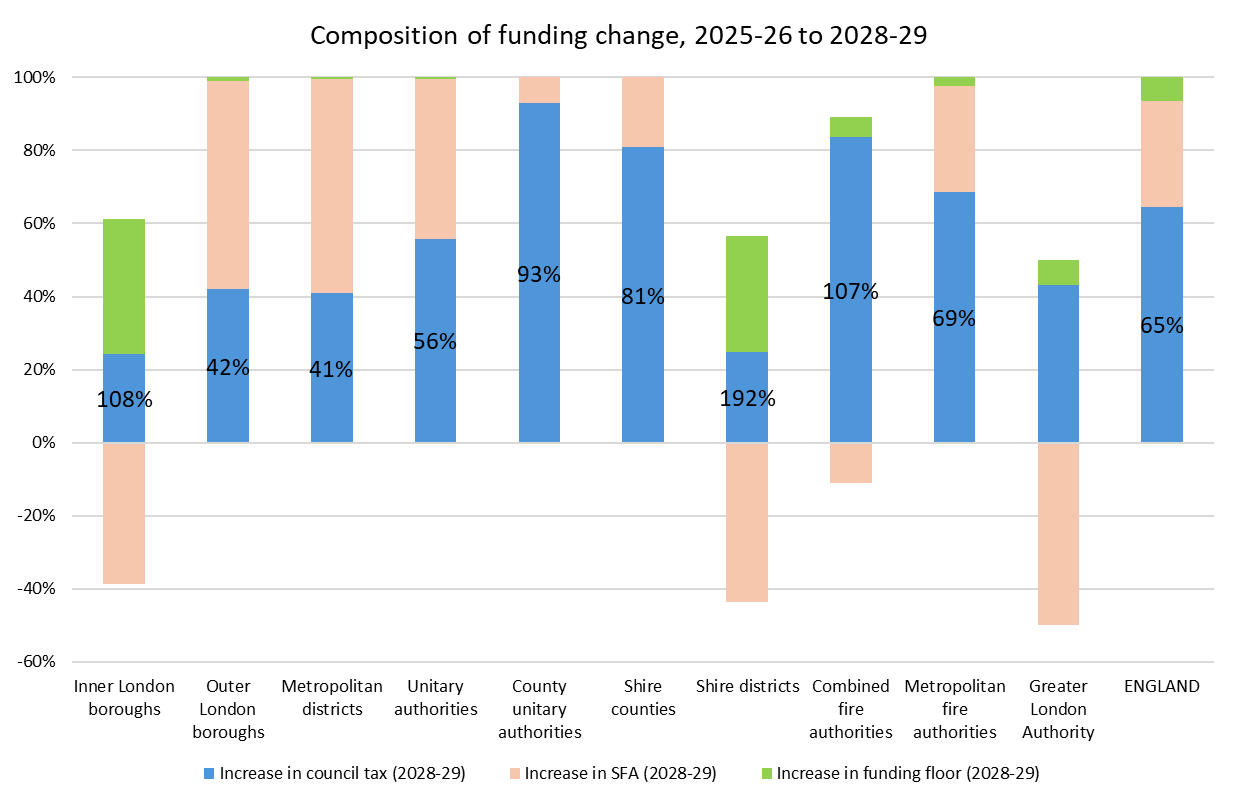 Composition of funding change, 2025-26 to 2028-29
100%
80%
60%
40%
20%
0%
-20%
-40%
-60%
108%
42%
41%
56%
93%
81%
192%
107%
69%
65%
Inner London
boroughs
Outer
London
boroughs
Metropolitan
districts
Unitary
authorities
County
unitary
authorities
Shire
counties
Shire districts
Combined
fire
authorities
Metropolitan
fire
authorities
Greater
London
Authority
ENGLAND
Increase in council tax (2028-29)
Increase in SFA (2028-29)
Increase in funding floor (2028-29)